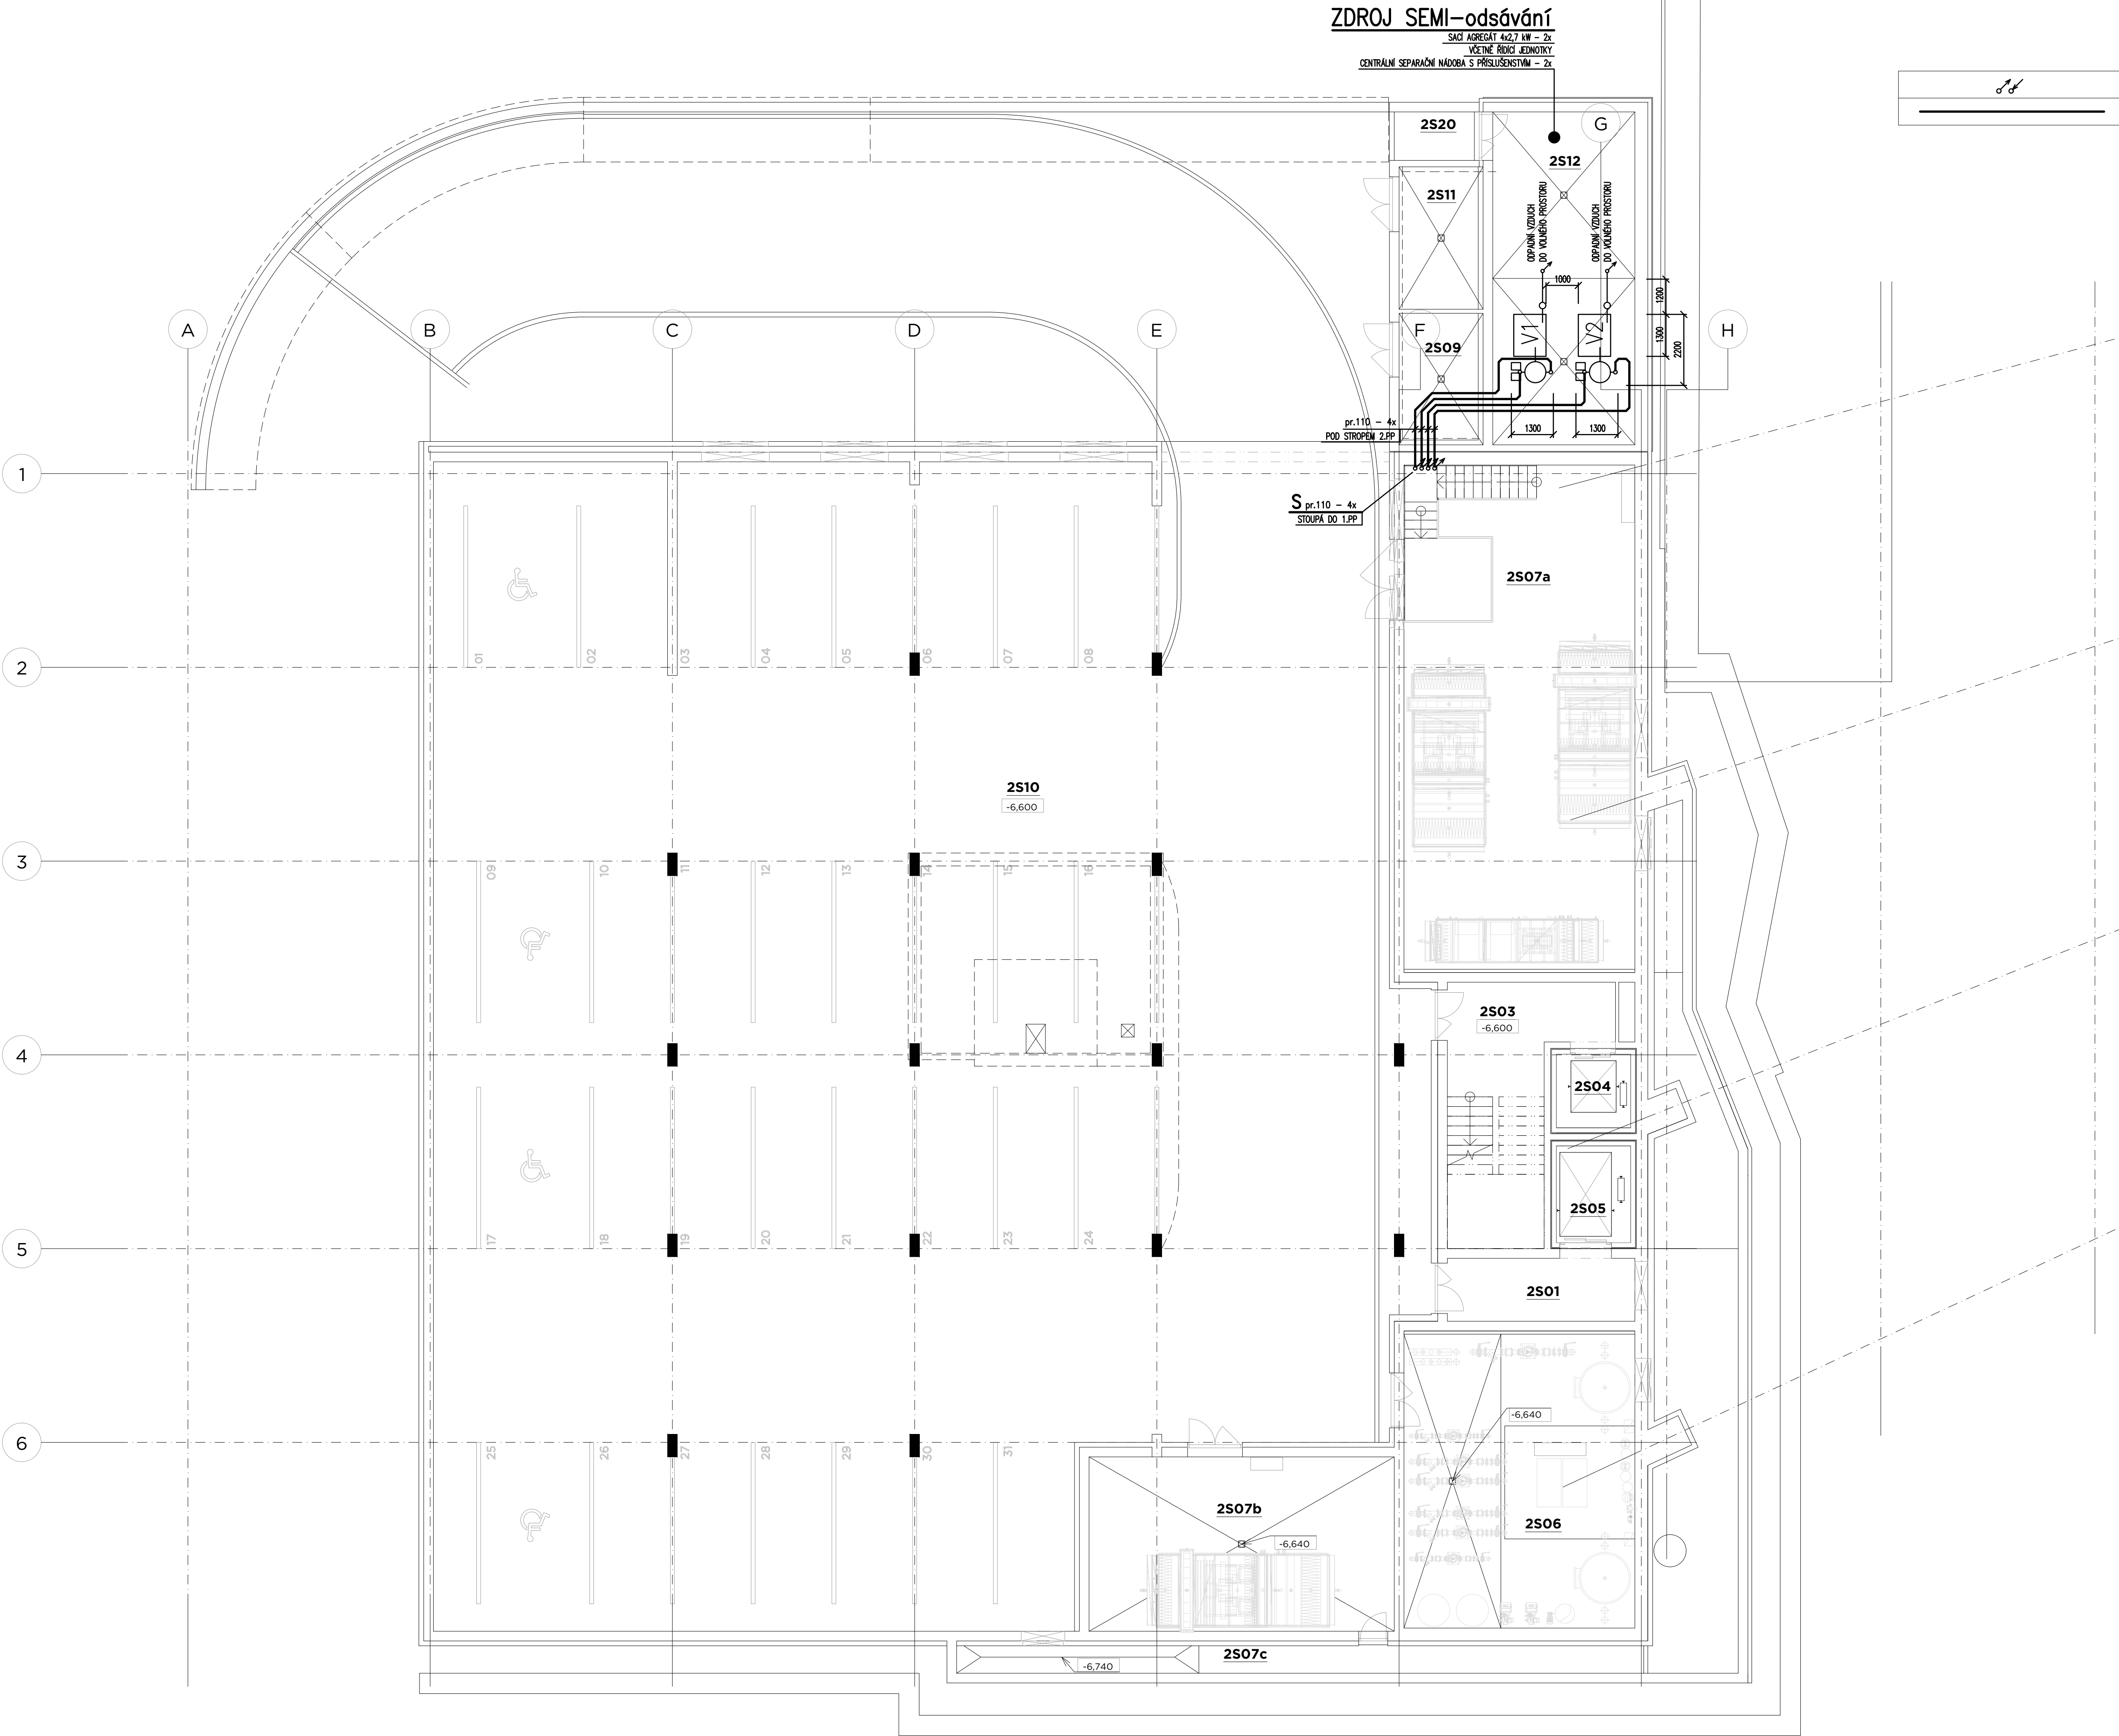 ZDROJ SEMI-odsávání
SACÍ AGREGÁT 4x2,7 kW - 2x
VČETNĚ ŘÍDÍCÍ JEDNOTKY
CENTRÁLNÍ SEPARAČNÍ NÁDOBA S PŘÍSLUŠENSTVÍM - 2x
2S20
G
2S12
2S11
ODPADNÍ VZDUCH
DO VOLNÉHO PROSTORU
ODPADNÍ VZDUCH
DO VOLNÉHO PROSTORU
1000
1200
A
B
C
D
E
F
H
V1
V2
2S09
1300
2200
pr.110 - 4x
POD STROPEM 2.PP
1300
1300
1
S pr.110 - 4x
STOUPÁ DO 1.PP
2S07a
2
01
02
03
04
05
06
07
08
2S10
-6,600
3
09
10
11
12
13
14
15
16
2S03
-6,600
4
2S04
2S05
5
17
18
19
20
21
22
23
24
2S01
-6,640
6
25
26
27
28
29
30
31
2S07b
-6,640
2S06
2S07c
-6,740